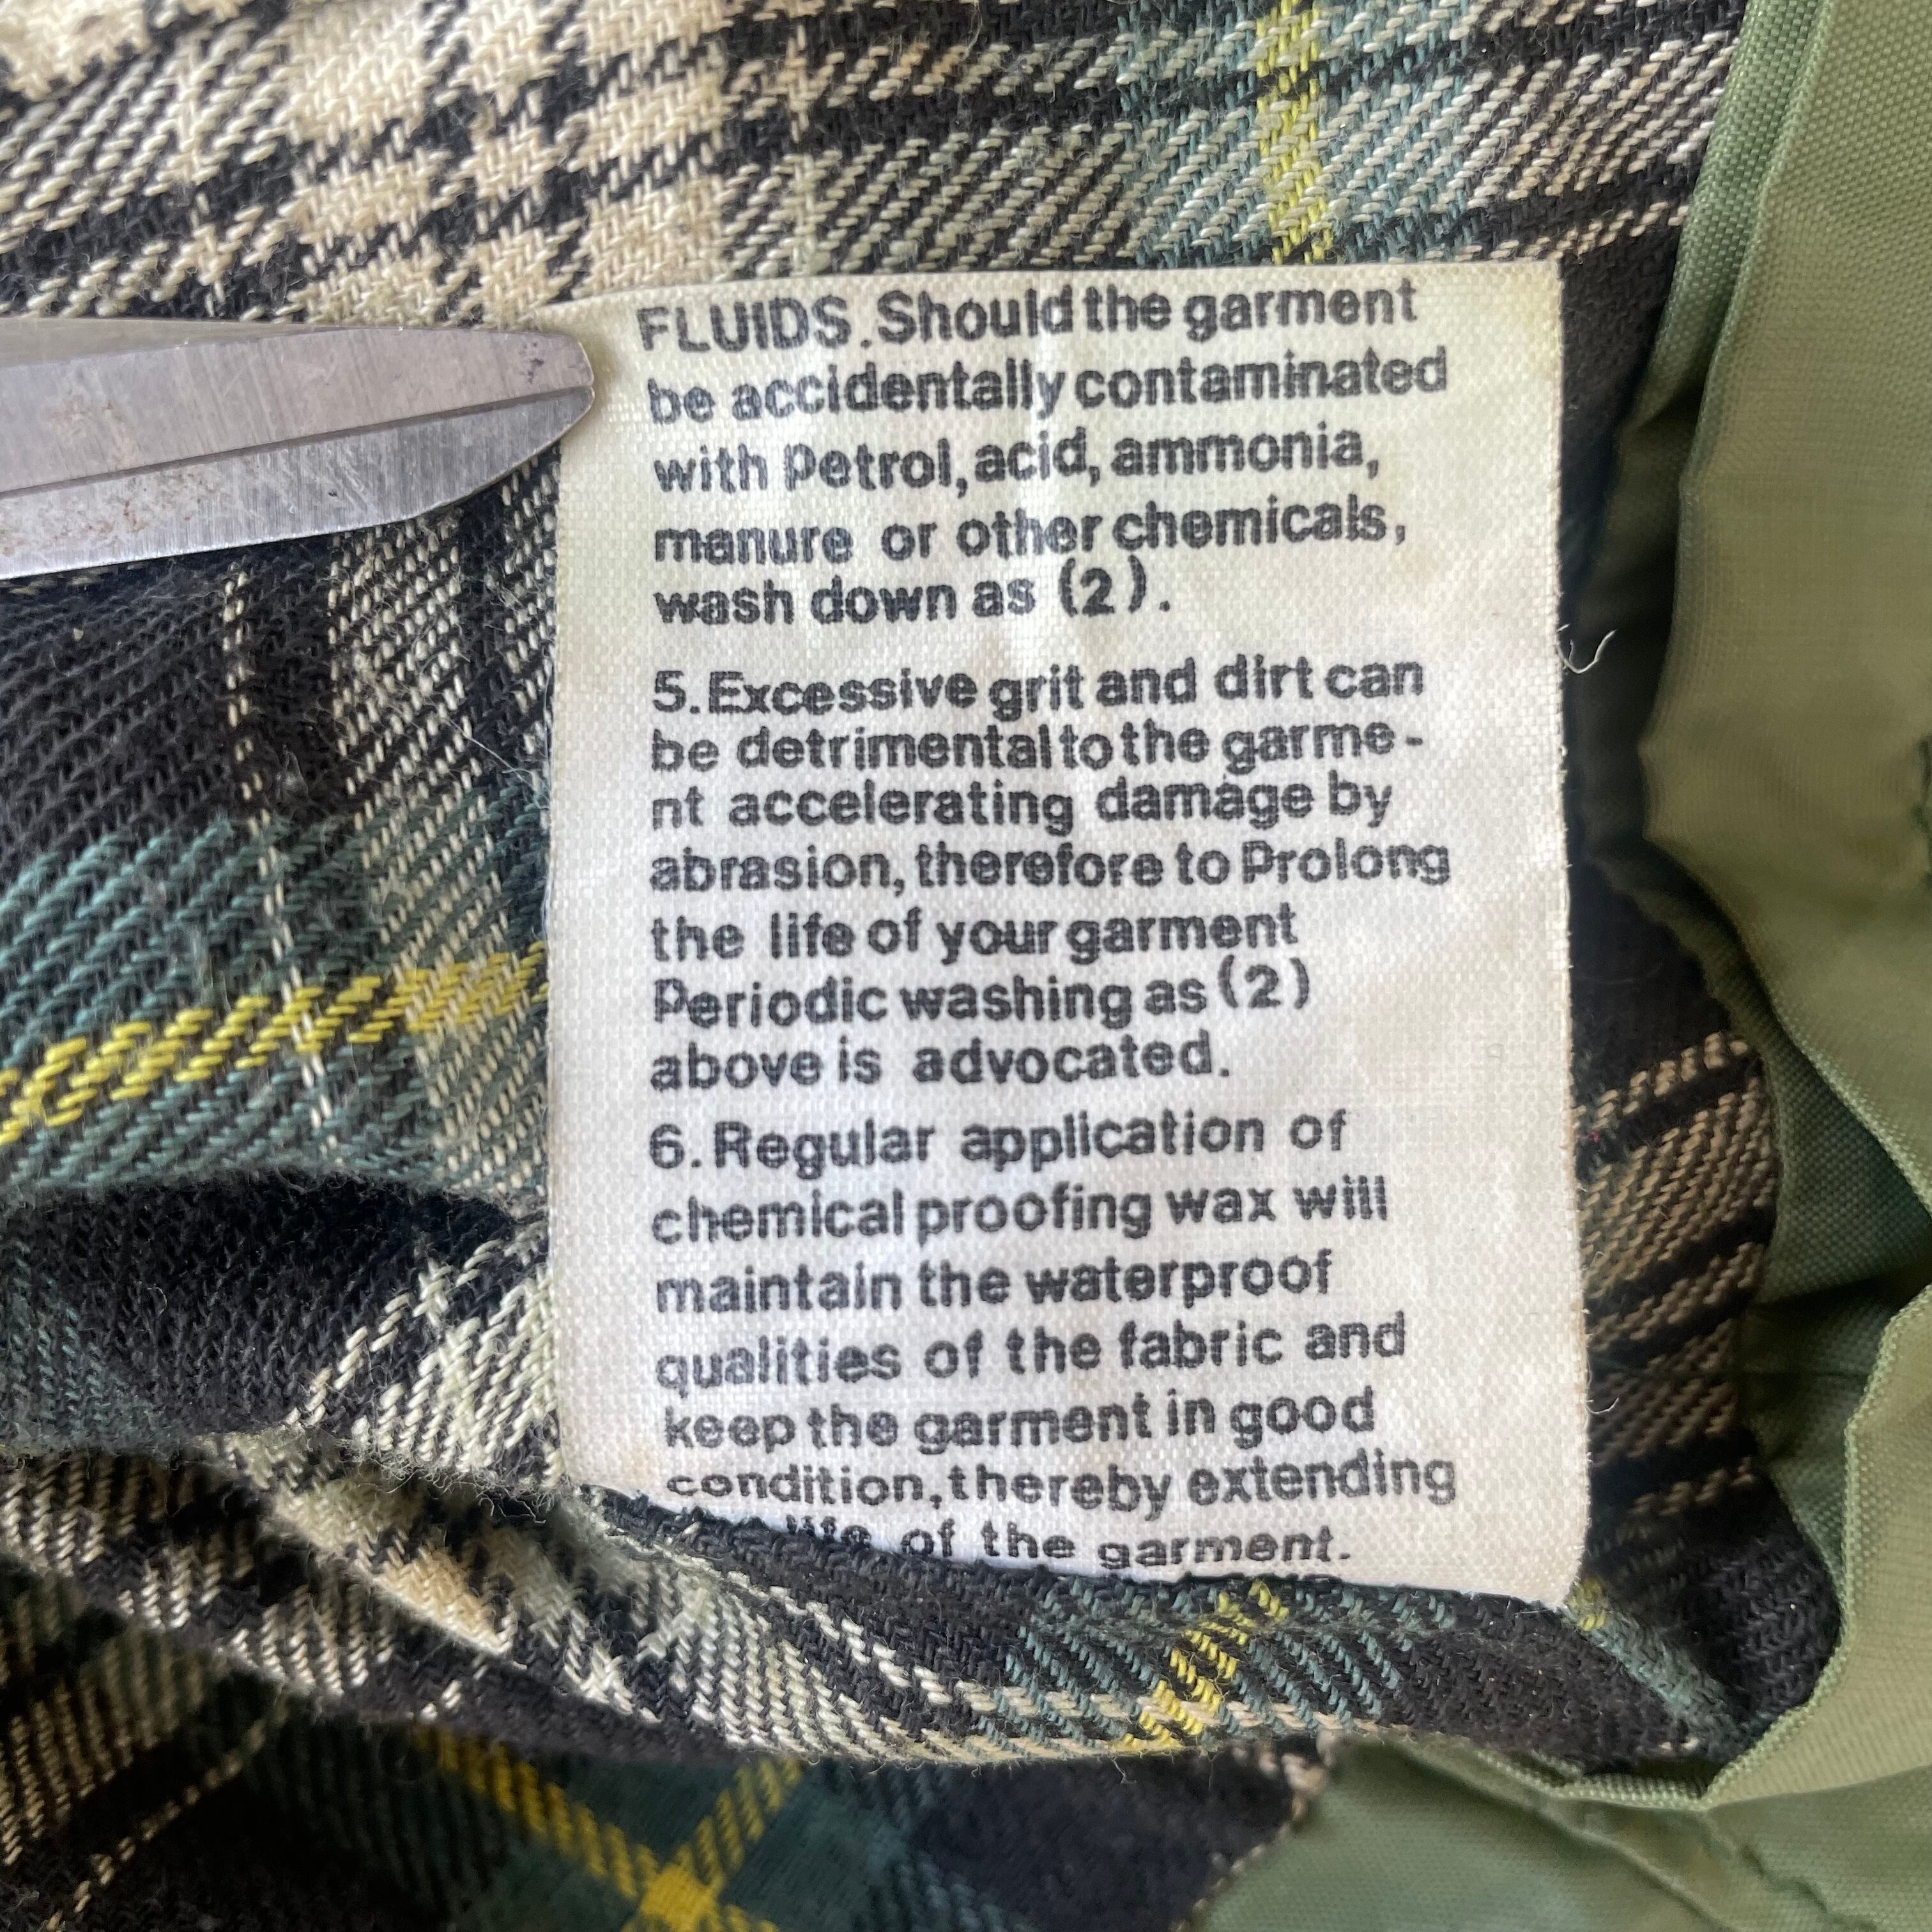 FLUIDS. Should the garment
be accidentally contaminated
with Petrol, acid, ammonia,
manure or other chemicals,
wash down as (2).
5. Excessive grit and dirt can
be detrimental to the garme-
nt accelerating damage by
abrasion, therefore to Prolong
the life of your garment
Periodic washing as (2)
above is advocated.
6. Regular application of
chemical proofing wax will
maintain the waterproof
qualities of the fabric and
keep the garment in good
condition, thereby extending
life of the garment.